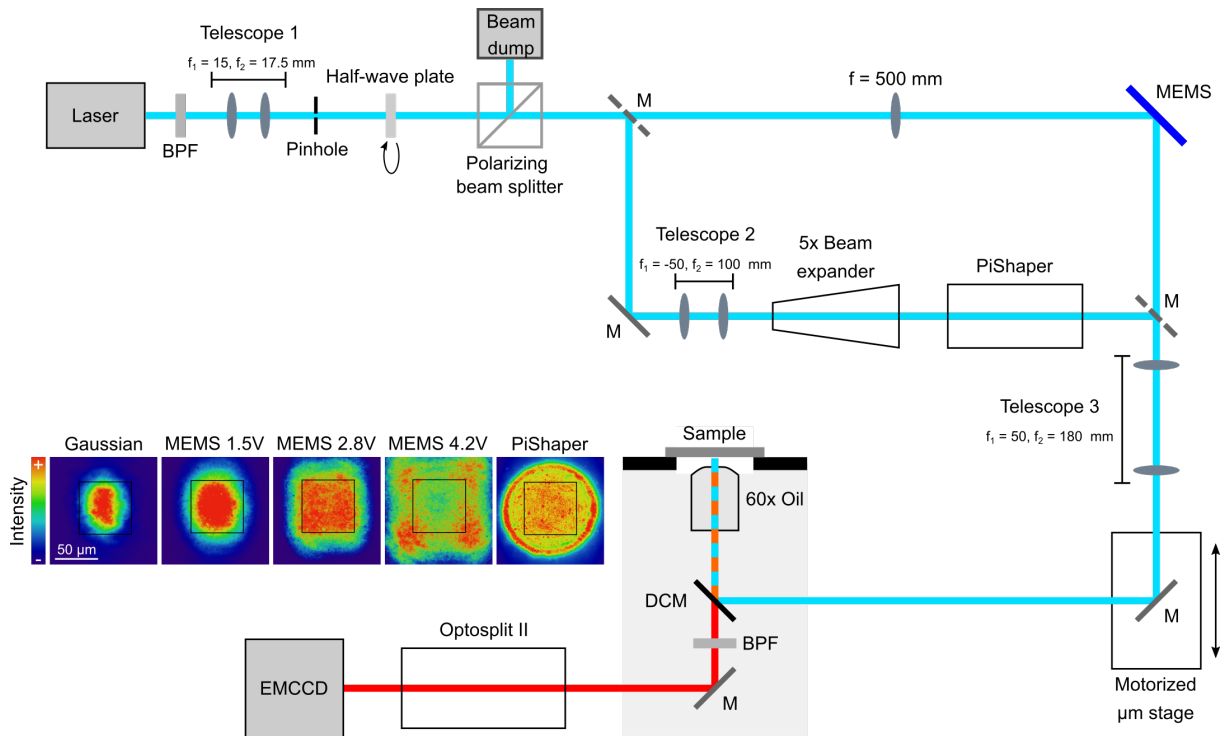 Telescope 1
f₁ = 15, f₂ = 17.5 mm
Laser
BPF
Pinhole
Half-wave plate
Beam
dump
Polarizing
beam splitter
M
f = 500 mm
MEMS
Telescope 2
f₁ = -50, f₂ = 100 mm
M
5x Beam
expander
PiShaper
M
Telescope 3
f₁ = 50, f₂ = 180 mm
Gaussian
MEMS 1.5V
MEMS 2.8V
MEMS 4.2V
PiShaper
Intensity
+
-
50 µm
Sample
60x Oil
DCM
BPF
M
Optosplit II
EMCCD
M
Motorized
µm stage